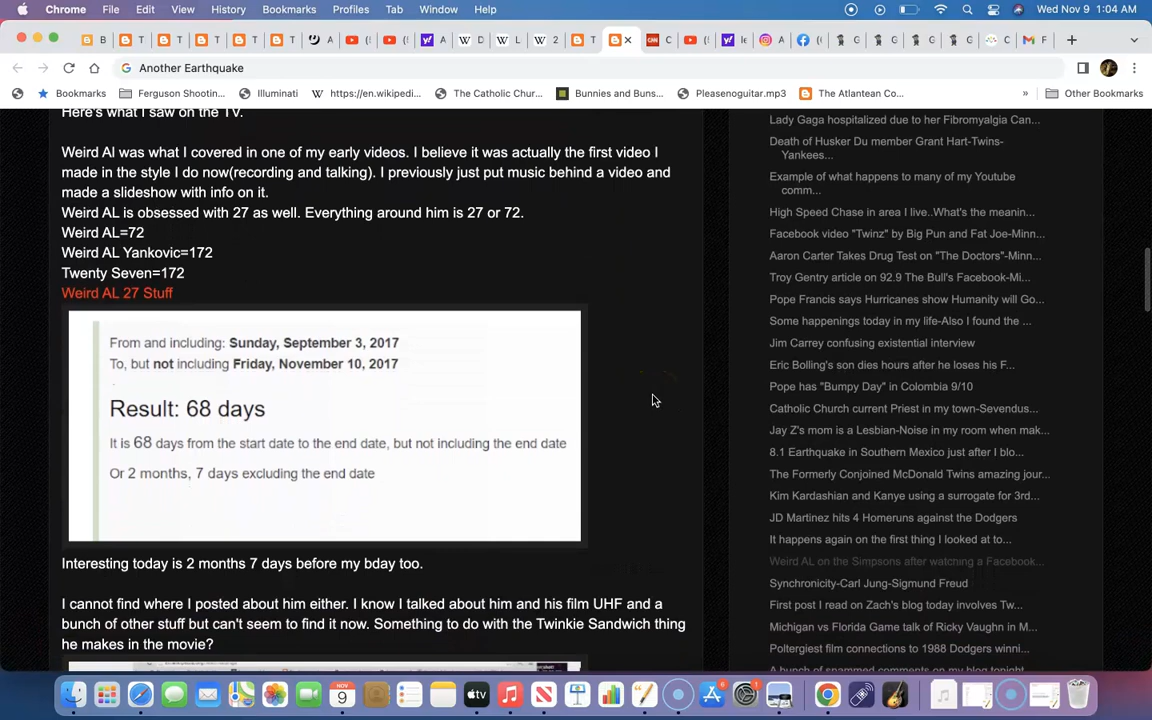 Chrome File Edit View History Bookmarks Profiles Tab Window Help Wed Nov 9 1:04 AM
B T T T T T A ( ( A W D W L W 2 T C ( le A ( G G G G C F
Another Earthquake
Bookmarks Ferguson Shootin... Illuminati https://en.wikipedi... The Catholic Chur... Bunnies and Buns... Pleasenoguitar.mp3 The Atlantean Co... » Other Bookmarks
Here's what I saw on the TV.
Weird Al was what I covered in one of my early videos. I believe it was actually the first video I
made in the style I do now(recording and talking). I previously just put music behind a video and
made a slideshow with info on it.
Weird AL is obsessed with 27 as well. Everything around him is 27 or 72.
Weird AL=72
Weird AL Yankovic=172
Twenty Seven=172
Weird AL 27 Stuff
From and including: Sunday, September 3, 2017
To, but not including Friday, November 10, 2017
Result: 68 days
It is 68 days from the start date to the end date, but not including the end date
Or 2 months, 7 days excluding the end date
Interesting today is 2 months 7 days before my bday too.
I cannot find where I posted about him either. I know I talked about him and his film UHF and a
bunch of other stuff but can't seem to find it now. Something to do with the Twinkie Sandwich thing
he makes in the movie?
Lady Gaga hospitalized due to her Fibromyalgia Can...
Death of Husker Du member Grant Hart-Twins-
Yankees...
Example of what happens to many of my Youtube
comm...
High Speed Chase in area I live..What's the meanin...
Facebook video "Twinz" by Big Pun and Fat Joe-Minn...
Aaron Carter Takes Drug Test on "The Doctors"-Minn...
Troy Gentry article on 92.9 The Bull's Facebook-Mi...
Pope Francis says Hurricanes show Humanity will Go...
Some happenings today in my life-Also I found the ...
Jim Carrey confusing existential interview
Eric Bolling's son dies hours after he loses his F...
Pope has "Bumpy Day" in Colombia 9/10
Catholic Church current Priest in my town-Sevendus...
Jay Z's mom is a Lesbian-Noise in my room when mak...
8.1 Earthquake in Southern Mexico just after I blo...
The Formerly Conjoined McDonald Twins amazing jour...
Kim Kardashian and Kanye using a surrogate for 3rd...
JD Martinez hits 4 Homeruns against the Dodgers
It happens again on the first thing I looked at to...
Weird AL on the Simpsons after watching a Facebook...
Synchronicity-Carl Jung-Sigmund Freud
First post I read on Zach's blog today involves Tw...
Michigan vs Florida Game talk of Ricky Vaughn in M...
Poltergiest film connections to 1988 Dodgers winni...
A bunch of spammed comments on my blog tonight
NOV
9
tv